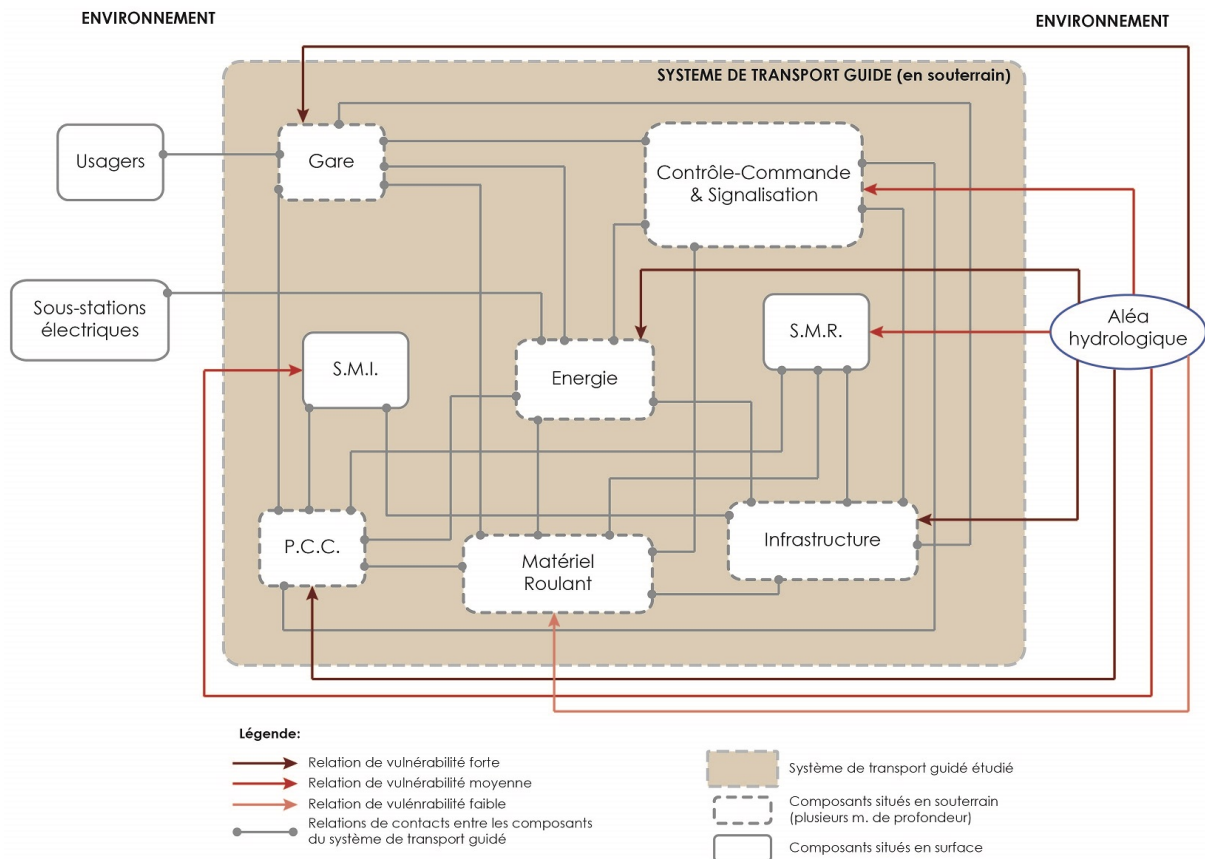 ENVIRONNEMENT
ENVIRONNEMENT
SYSTEME DE TRANSPORT GUIDE (en souterrain)
Usagers
Gare
Contrôle-Commande
& Signalisation
Sous-stations
électriques
S.M.I.
Energie
S.M.R.
Aléa
hydrologique
P.C.C.
Matériel
Roulant
Infrastructure
Légende:
Relation de vulnérabilité forte
Relation de vulnérabilité moyenne
Relation de vulénrabilité faible
Relations de contacts entre les composants
du système de transport guidé
Système de transport guidé étudié
Composants situés en souterrain
(plusieurs m. de profondeur)
Composants situés en surface